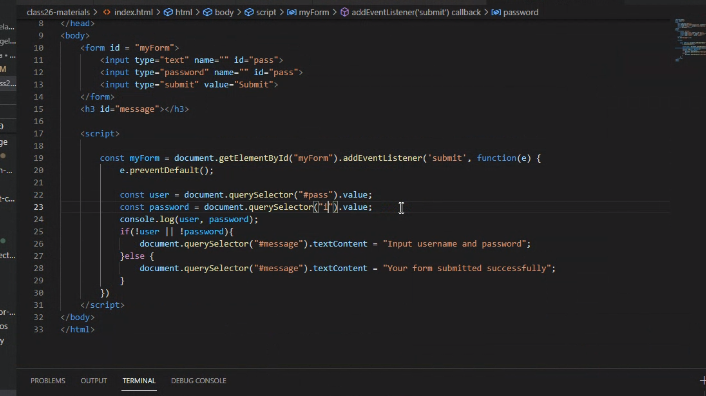 class26-materials > index.html > html > body > script > myForm > addEventListener('submit') callback > password
8 </head>
9 <body>
10 <form id = "myForm">
11 <input type="text" name="" id="pass">
12 <input type="password" name="" id="pass">
13 <input type="submit" value="Submit">
14 </form>
15 <h3 id="message"></h3>
16
17 <script>
18
19 const myForm = document.getElementById("myForm").addEventListener('submit', function(e) {
20 e.preventDefault();
21
22 const user = document.querySelector("#pass").value;
23 const password = document.querySelector("i").value;
24 console.log(user, password);
25 if(!user || !password){
26 document.querySelector("#message").textContent = "Input username and password";
27 }else {
28 document.querySelector("#message").textContent = "Your form submitted successfully";
29 }
30 })
31 </script>
32 </body>
33 </html>
PROBLEMS OUTPUT TERMINAL DEBUG CONSOLE